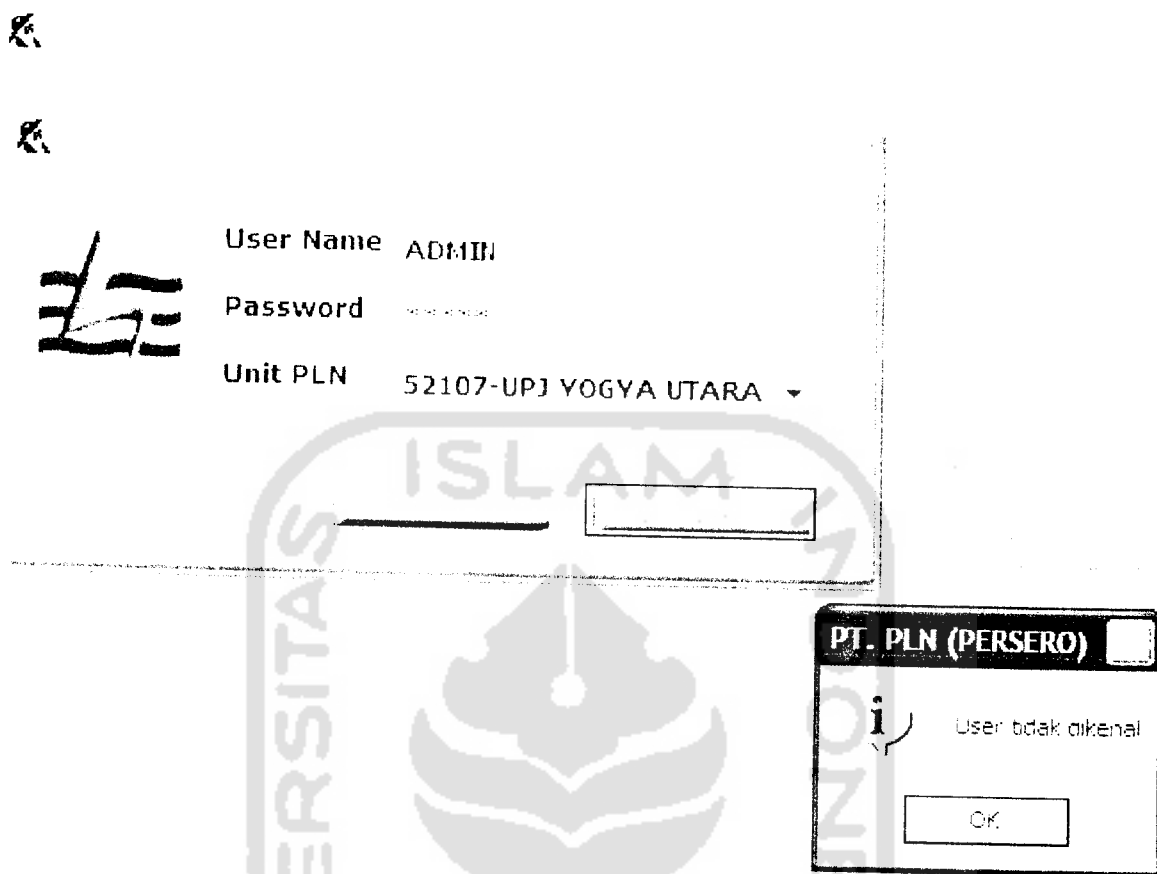 User Name ADMIN
Password
Unit PLN 52107-UPJ YOGYA UTARA
ISLAM
PT. PLN (PERSERO)
User tidak dikenal
OK